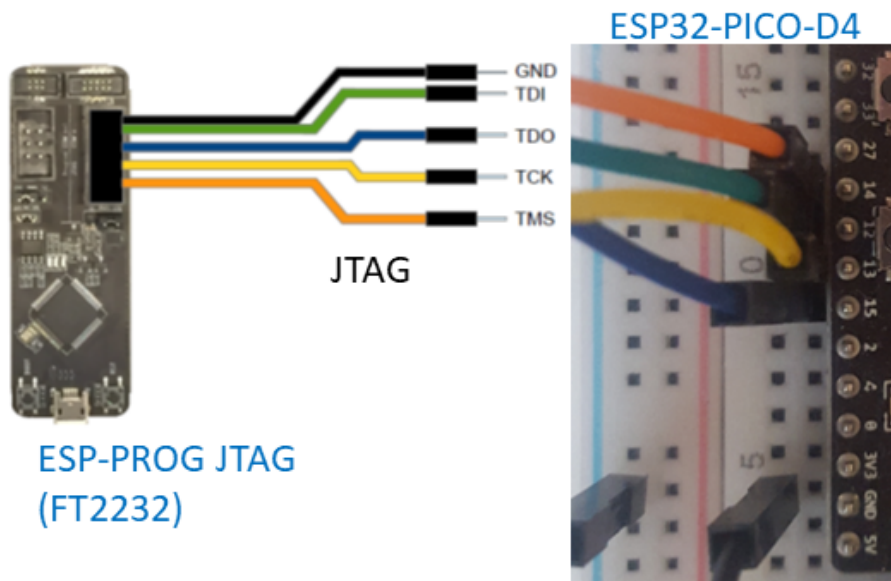 ESP32-PICO-D4
GND
TDI
TDO
TCK
TMS
JTAG
ESP-PROG JTAG
(FT2232)
15
0
5
32
33
27
14
12
13
15
2
4
0
3V3
GND
5V